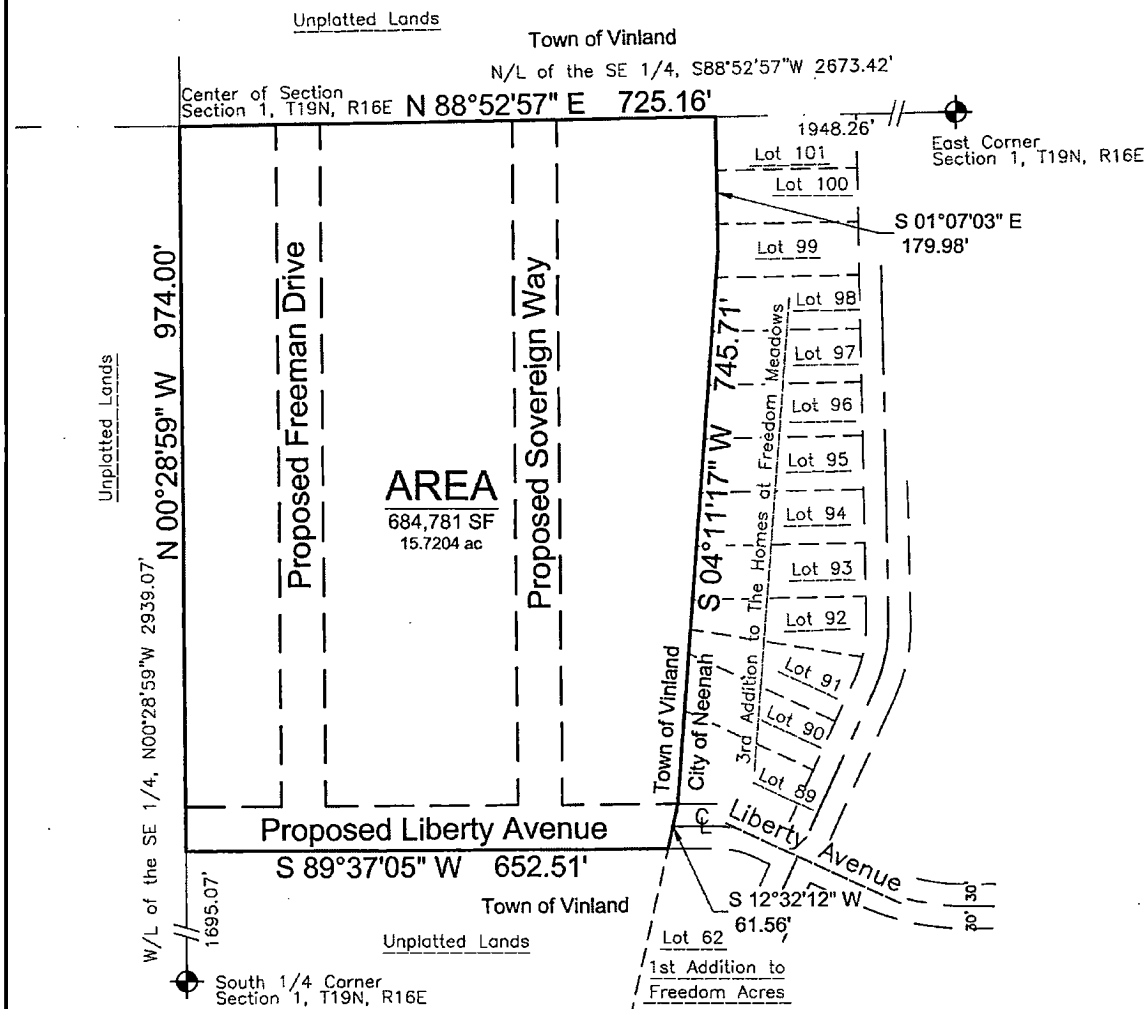 Unplatted Lands
Town of Vinland
N/L of the SE 1/4, S88°52'57"W 2673.42'
Center of Section
Section 1, T19N, R16E
N 88°52'57" E 725.16'
1948.26'
East Corner
Section 1, T19N, R16E
Lot 101
Lot 100
S 01°07'03" E
179.98'
Lot 99
Lot 98
Lot 97
Lot 96
Lot 95
Lot 94
Lot 93
Lot 92
Lot 91
Lot 90
Lot 89
3rd Addition to The Homes at Freedom Meadows
S 04°11'17" W 745.71'
Unplatted Lands
N 00°28'59" W 974.00'
Proposed Freeman Drive
Proposed Sovereign Way
AREA
684,781 SF
15.7204 ac
W/L of the SE 1/4, N00°28'59"W 2939.07'
Town of Vinland
City of Neenah
Proposed Liberty Avenue
CL
Liberty Avenue
30'
30'
S 89°37'05" W 652.51'
S 12°32'12" W
61.56'
Town of Vinland
Unplatted Lands
1695.07'
South 1/4 Corner
Section 1, T19N, R16E
Lot 62
1st Addition to
Freedom Acres